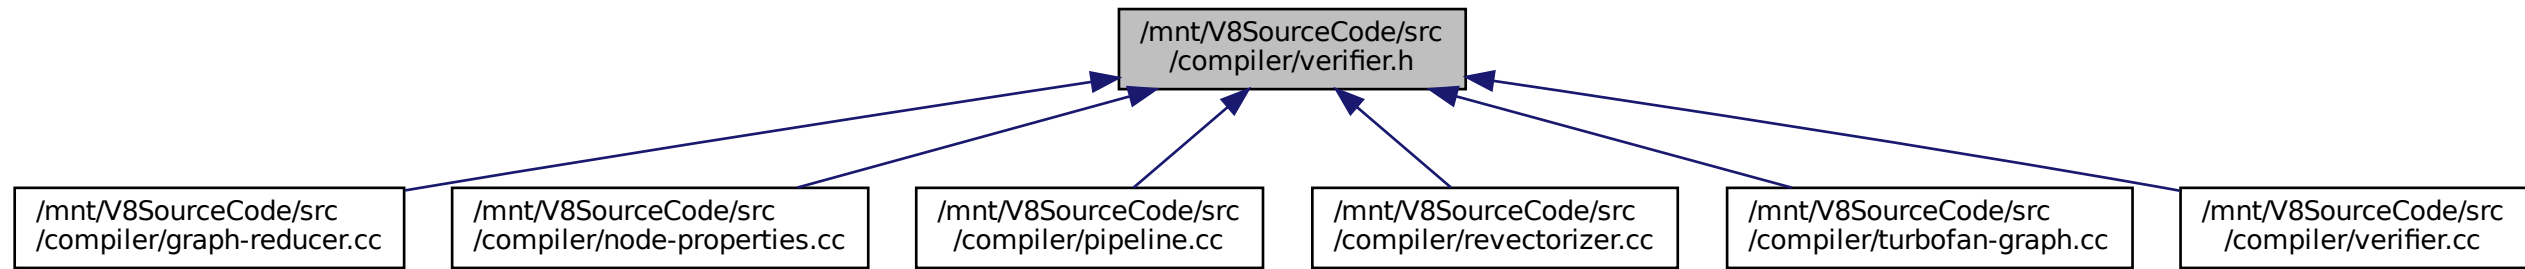 /mnt/V8SourceCode/src
/compiler/verifier.h
/mnt/V8SourceCode/src
/compiler/graph-reducer.cc
/mnt/V8SourceCode/src
/compiler/node-properties.cc
/mnt/V8SourceCode/src
/compiler/pipeline.cc
/mnt/V8SourceCode/src
/compiler/revectorizer.cc
/mnt/V8SourceCode/src
/compiler/turbofan-graph.cc
/mnt/V8SourceCode/src
/compiler/verifier.cc